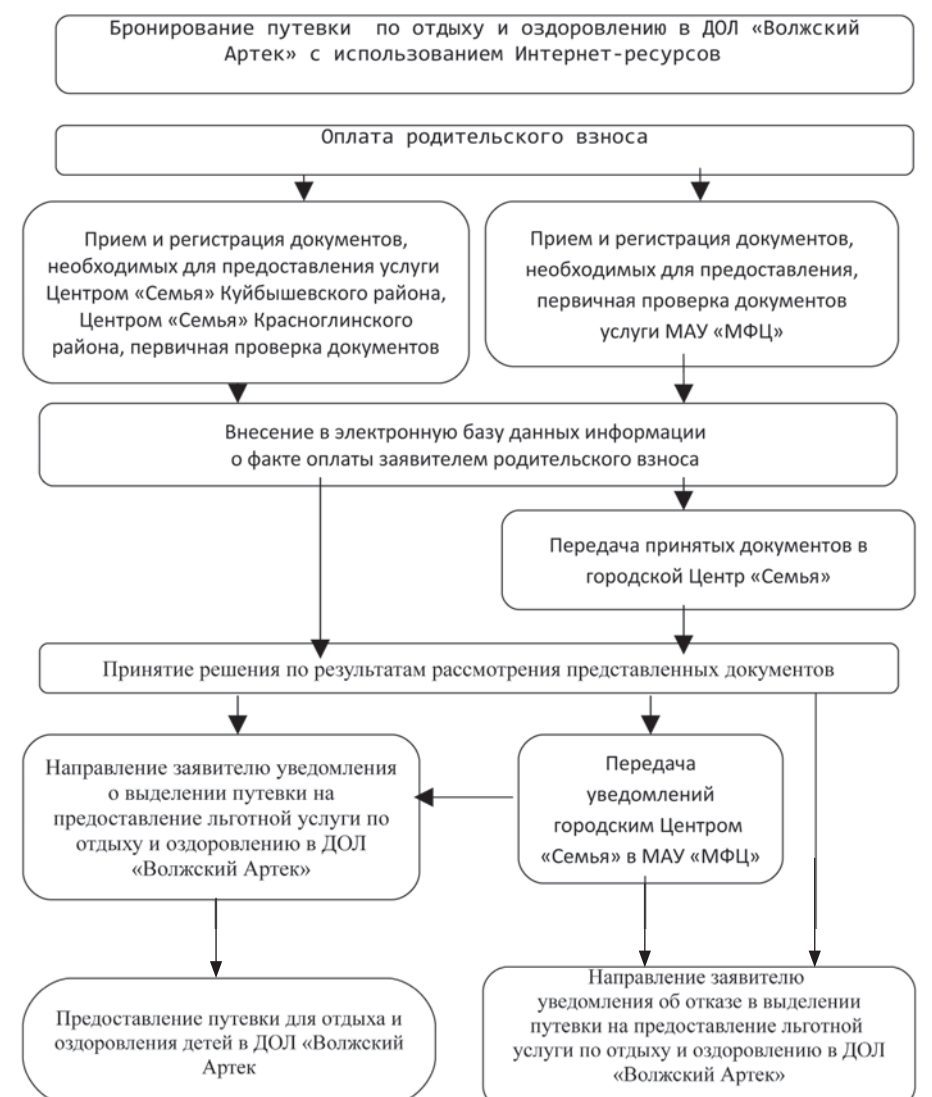 Бронирование путевки по отдыху и оздоровлению в ДОЛ «Волжский
Артек» с использованием Интернет-ресурсов
Оплата родительского взноса
Прием и регистрация документов,
необходимых для предоставления услуги
Центром «Семья» Куйбышевского района,
Центром «Семья» Красноглинского
района, первичная проверка документов
Прием и регистрация документов,
необходимых для предоставления,
первичная проверка документов
услуги МАУ «МФЦ»
Внесение в электронную базу данных информации
о факте оплаты заявителем родительского взноса
Передача принятых документов в
городской Центр «Семья»
Принятие решения по результатам рассмотрения представленных документов
Направление заявителю уведомления
о выделении путевки на
предоставление льготной услуги по
отдыху и оздоровлению в ДОЛ
«Волжский Артек»
Передача
уведомлений
городским Центром
«Семья» в МАУ «МФЦ»
Предоставление путевки для отдыха и
оздоровления детей в ДОЛ «Волжский
Артек
Направление заявителю
уведомления об отказе в выделении
путевки на предоставление льготной
услуги по отдыху и оздоровлению в ДОЛ
«Волжский Артек»